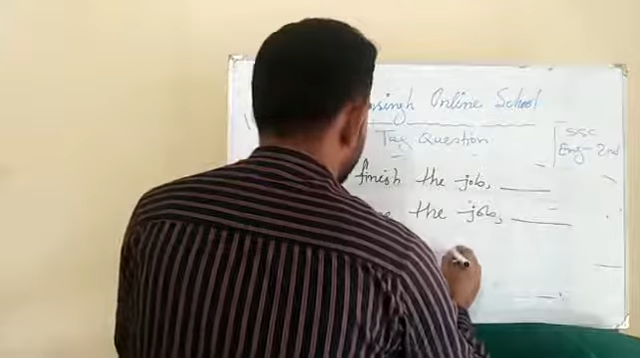 Online School
Tag Question
SSC
Eng- 2nd
finish the job, ____
the job, ____